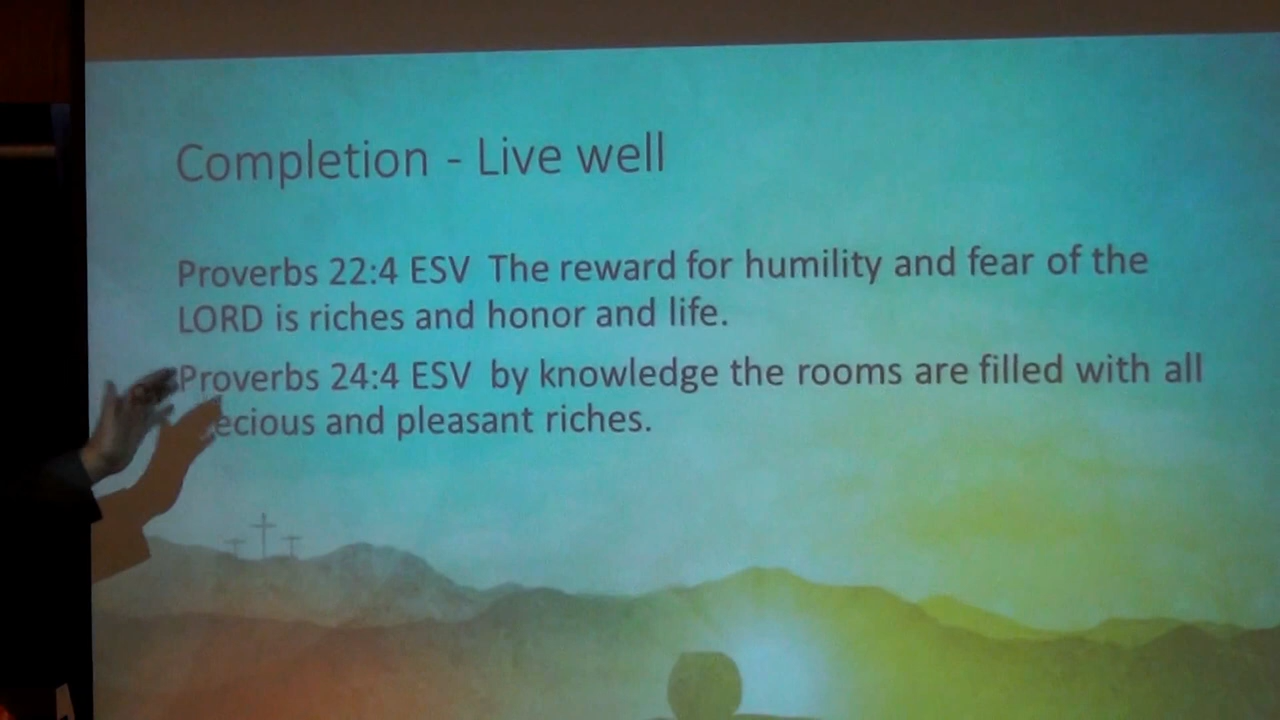 Completion - Live well
Proverbs 22:4 ESV The reward for humility and fear of the
LORD is riches and honor and life.
Proverbs 24:4 ESV by knowledge the rooms are filled with all
ecious and pleasant riches.